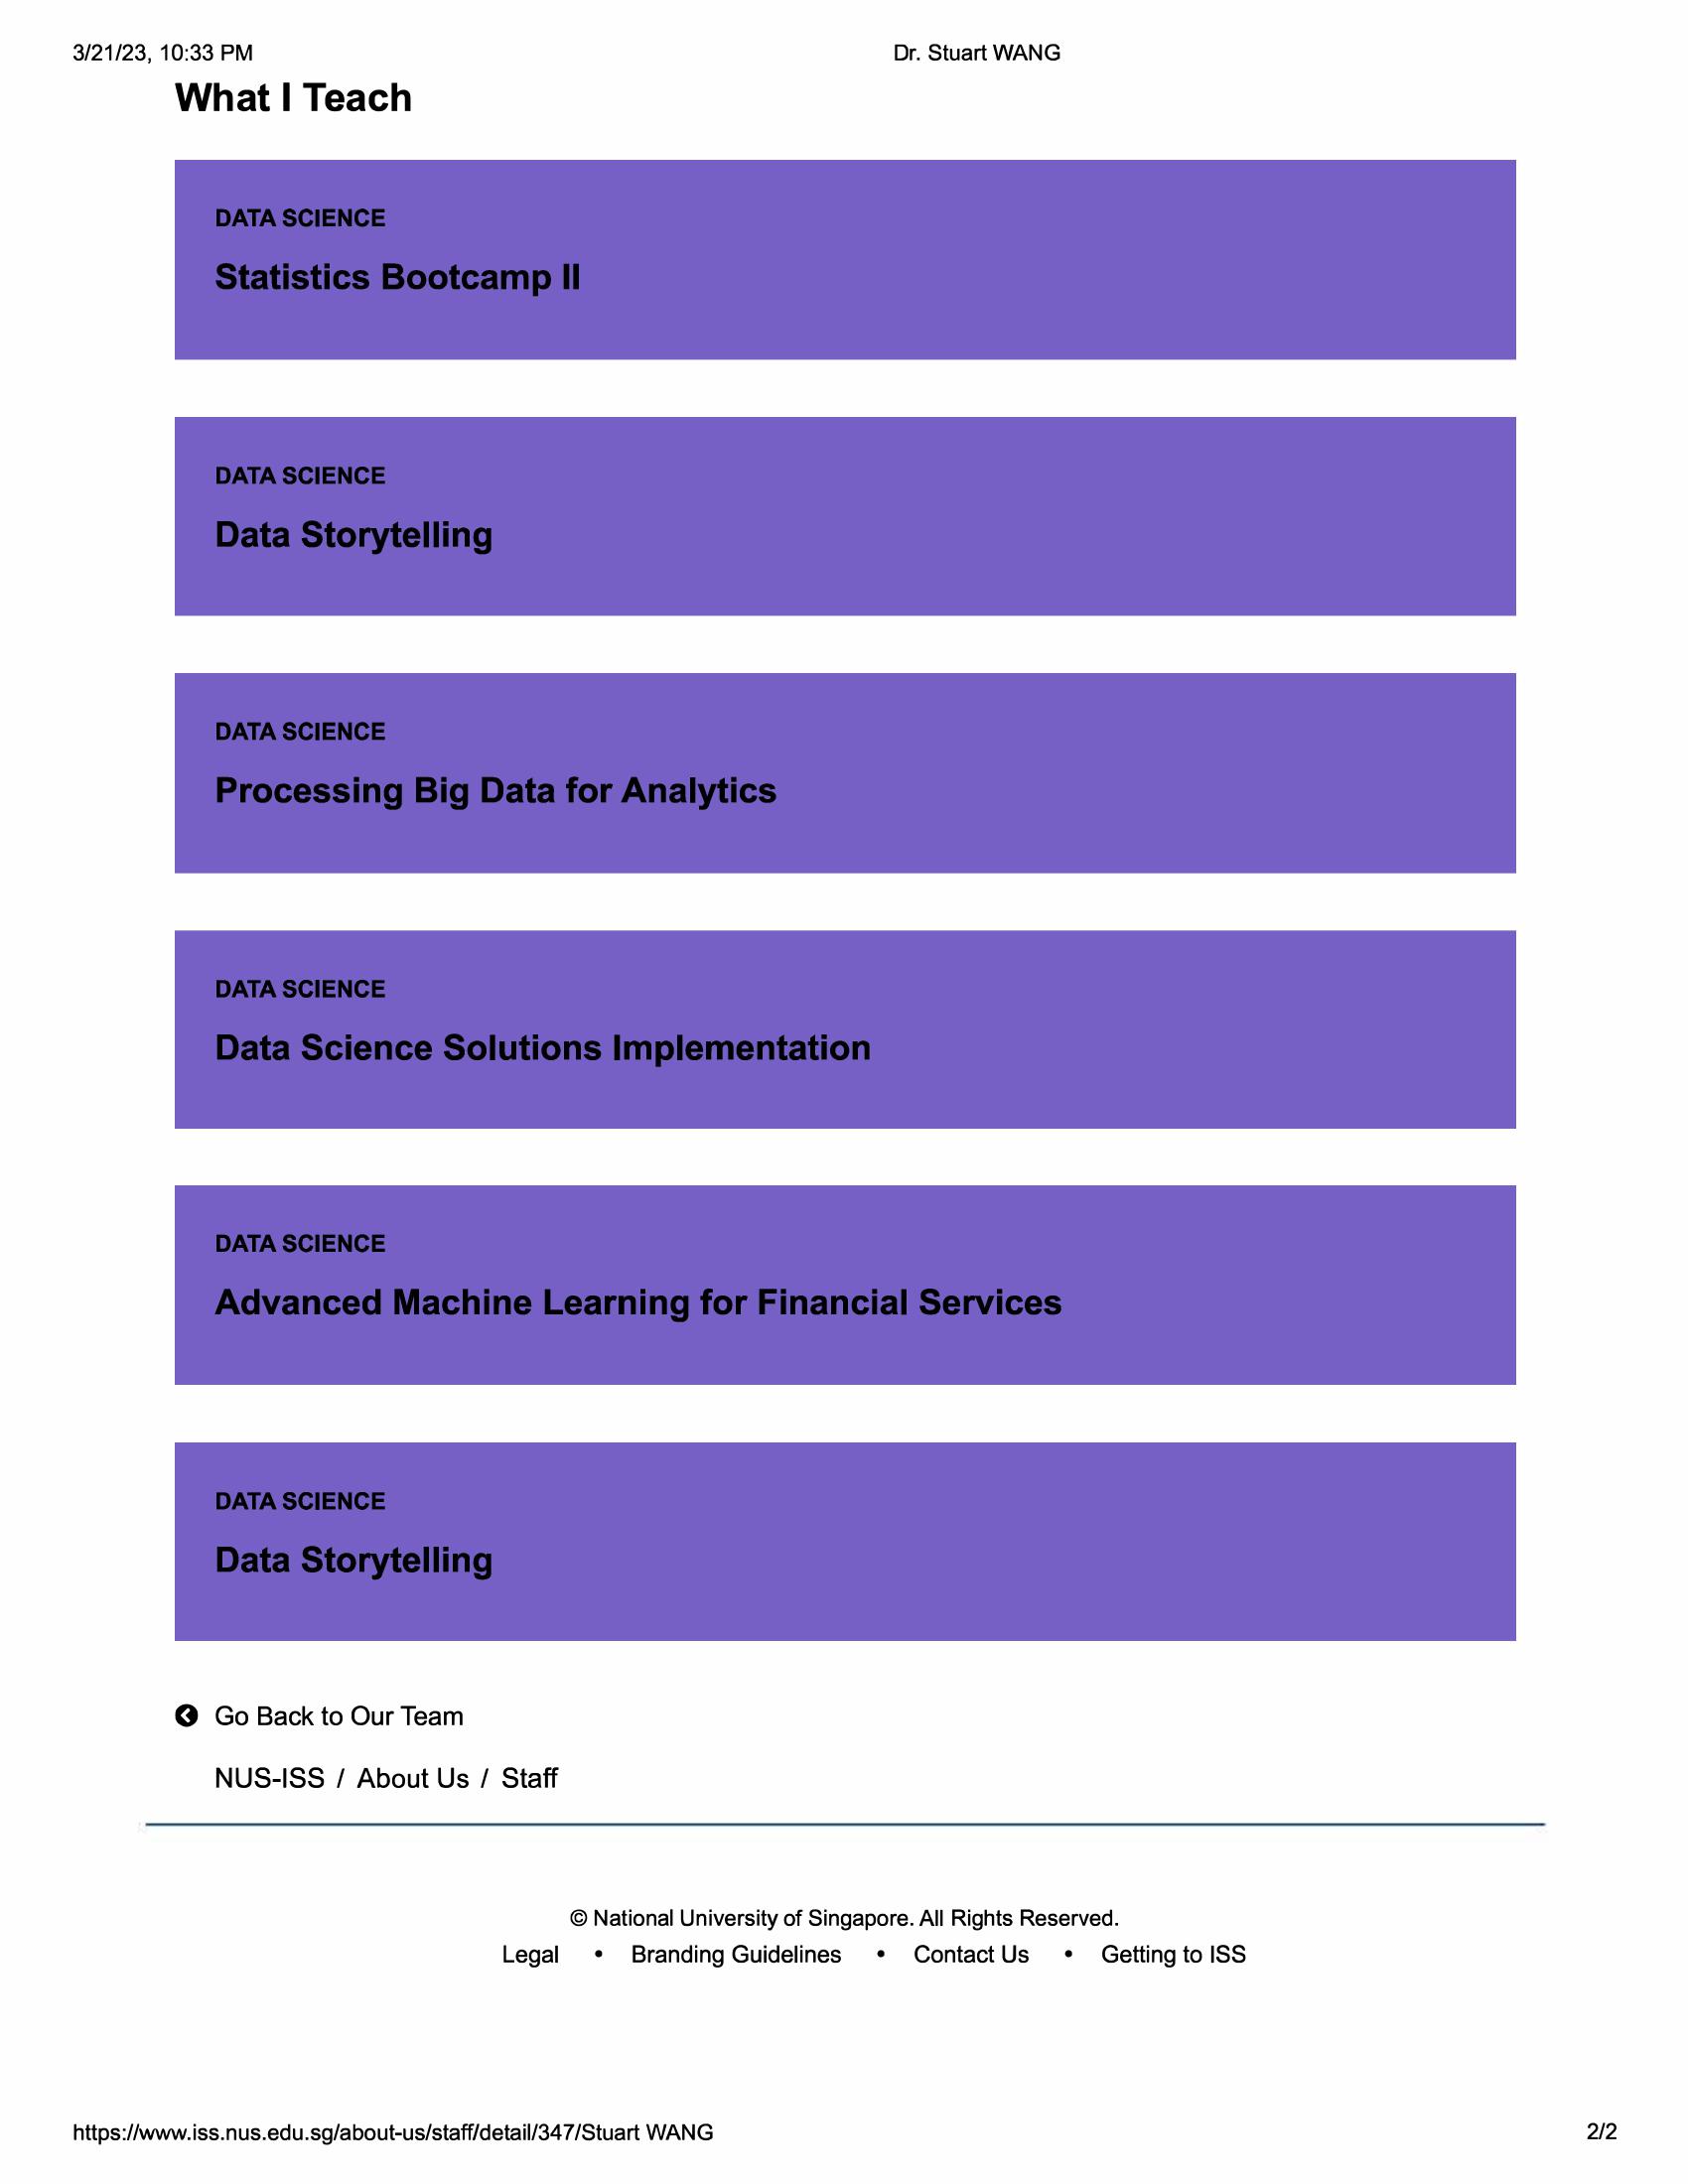 3/21/23, 10:33 PM Dr. Stuart WANG
What I Teach
DATA SCIENCE
Statistics Bootcamp II
DATA SCIENCE
Data Storytelling
DATA SCIENCE
Processing Big Data for Analytics
DATA SCIENCE
Data Science Solutions Implementation
DATA SCIENCE
Advanced Machine Learning for Financial Services
DATA SCIENCE
Data Storytelling
Go Back to Our Team
NUS-ISS / About Us / Staff
© National University of Singapore. All Rights Reserved.
Legal • Branding Guidelines • Contact Us • Getting to ISS
https://www.iss.nus.edu.sg/about-us/staff/detail/347/Stuart WANG 2/2